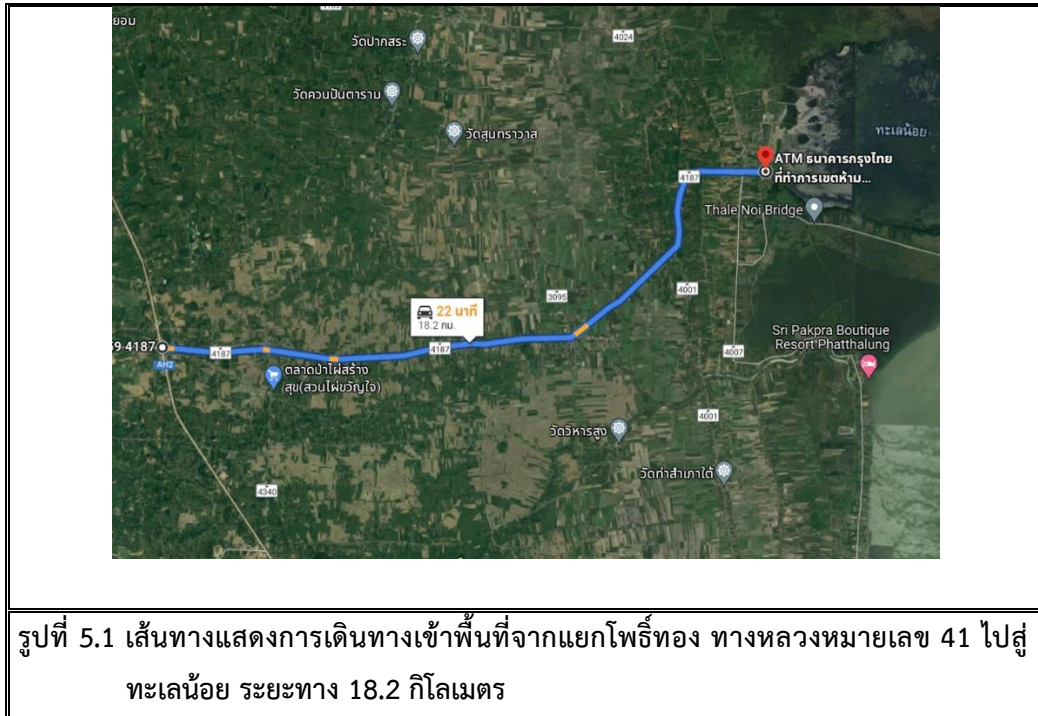 ยอม
4162
4024
วัดปากสระ
วัดควนปันตาราม
วัดสุนทราวาส
ทะเลน้อย
ATM ธนาคารกรุงไทย
ที่ทำการเขตห้าม...
4187
Thale Noi Bridge
4001
3095
22 นาที
18.2 กม.
Sri Pakpra Boutique
Resort Phatthalung
59 4187
4187
4187
4007
AH2
ตลาดป่าไผ่สร้าง
สุข(สวนไผ่ขวัญใจ)
4001
วัดวิหารสูง
วัดท่าสำเภาใต้
4340
รูปที่ 5.1 เส้นทางแสดงการเดินทางเข้าพื้นที่จากแยกโพธิ์ทอง ทางหลวงหมายเลข 41 ไปสู่
ทะเลน้อย ระยะทาง 18.2 กิโลเมตร